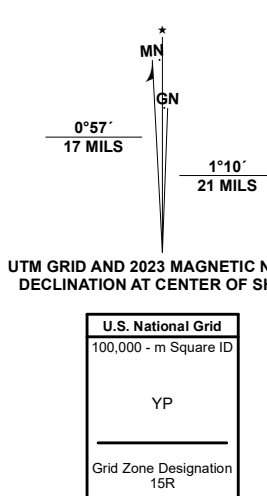 ★
MN
GN
0°57´
17 MILS
1°10´
21 MILS
UTM GRID AND 2023 MAGNETIC N
DECLINATION AT CENTER OF SH
U.S. National Grid
100,000 - m Square ID
YP
Grid Zone Designation
15R